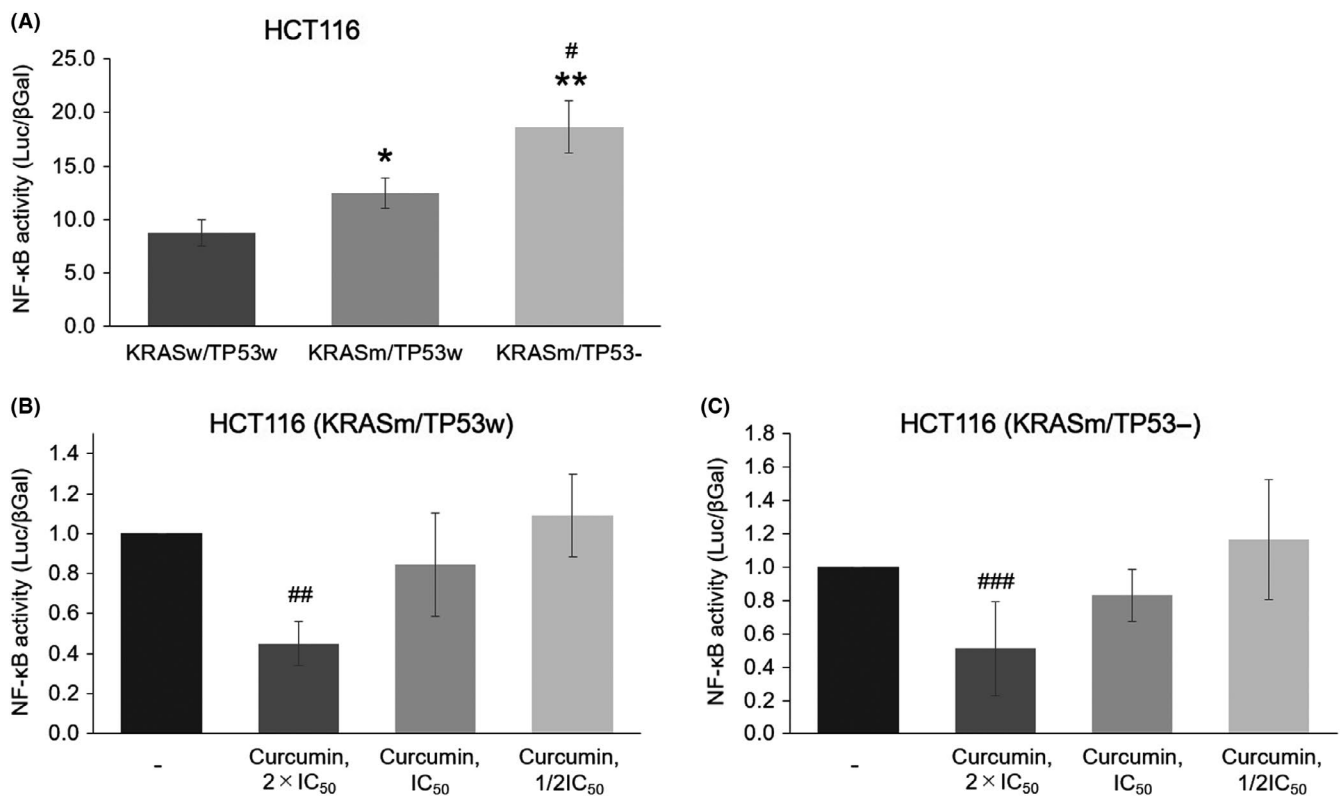 (A)
HCT116
NF-κB activity (Luc/βGal)
25.0
20.0
15.0
10.0
5.0
0.0
*
#
**
KRASw/TP53w KRASm/TP53w KRASm/TP53-
(B)
HCT116 (KRASm/TP53w)
NF-κB activity (Luc/βGal)
1.4
1.2
1.0
0.8
0.6
0.4
0.2
0.0
##
- Curcumin, Curcumin, Curcumin,
2×IC50 IC50 1/2IC50
(C)
HCT116 (KRASm/TP53–)
NF-κB activity (Luc/βGal)
1.8
1.6
1.4
1.2
1.0
0.8
0.6
0.4
0.2
0.0
###
- Curcumin, Curcumin, Curcumin,
2×IC50 IC50 1/2IC50